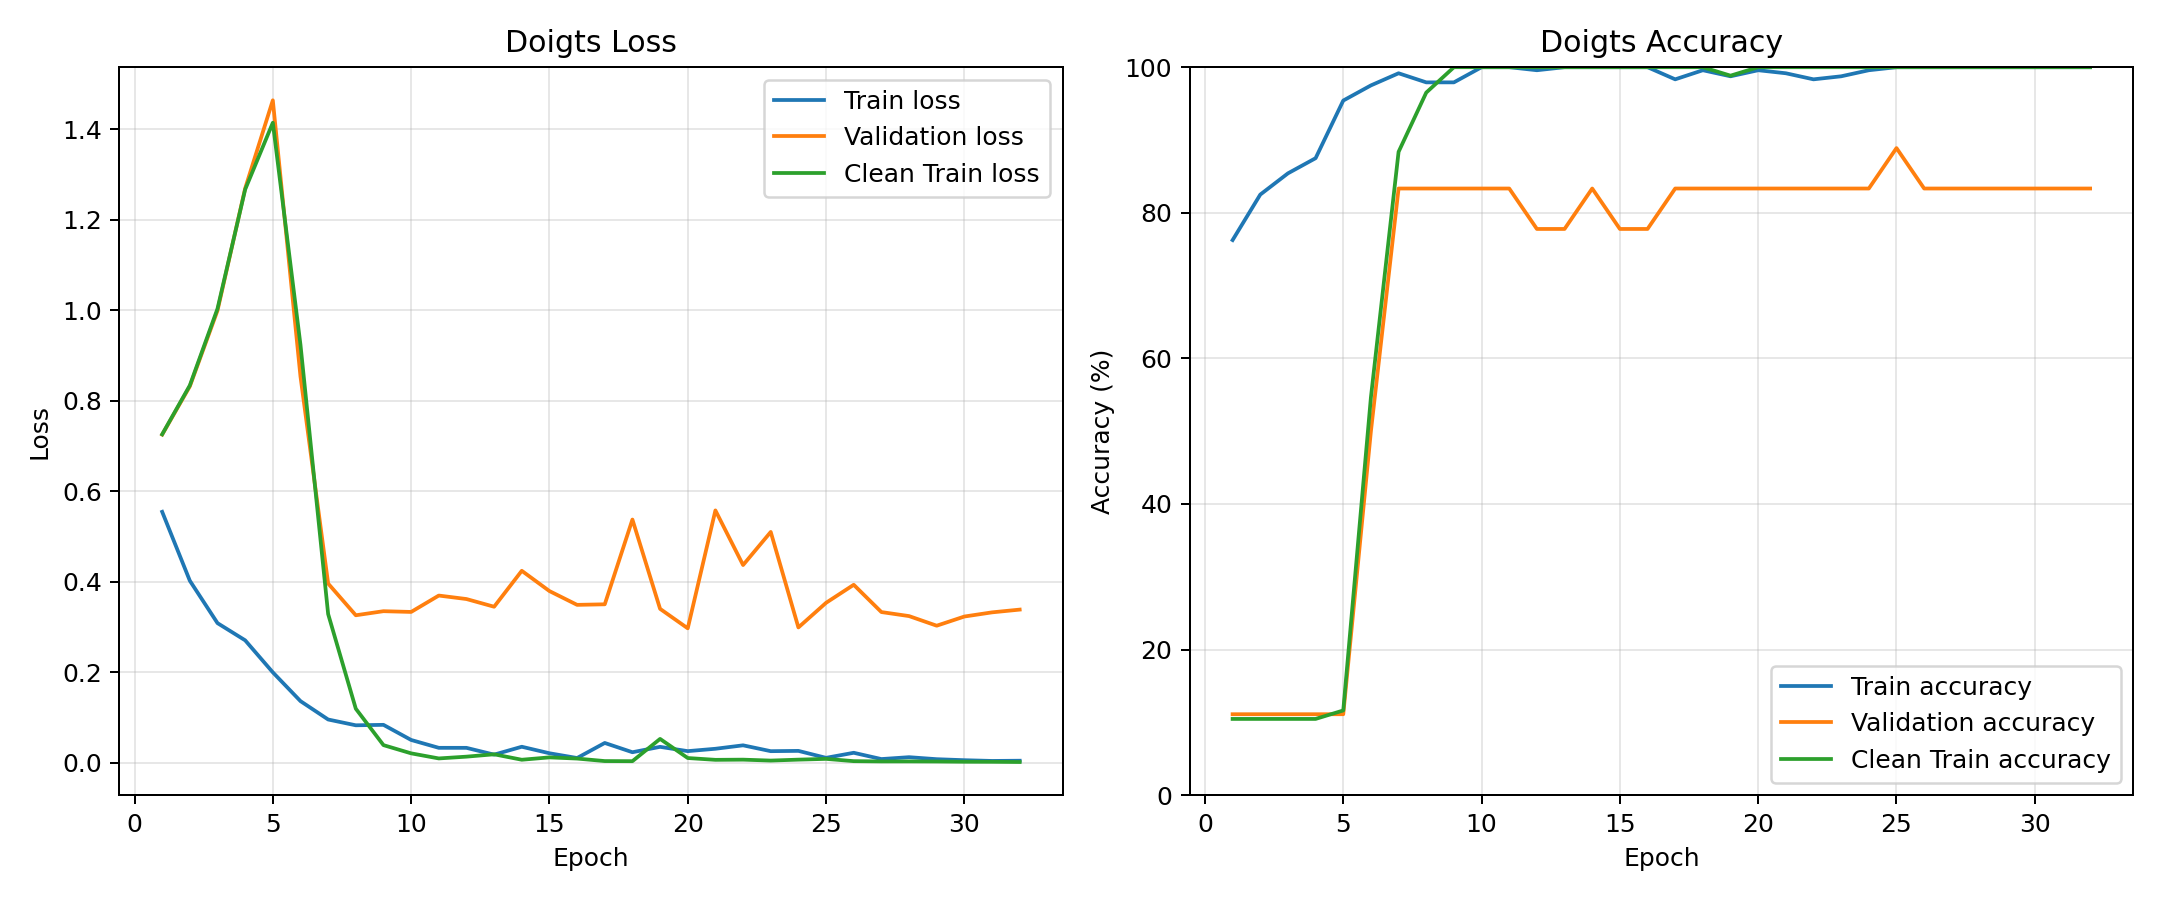 Doigts Loss
Train loss
Validation loss
Clean Train loss
1.4
1.2
1.0
0.8
0.6
0.4
0.2
0.0
Loss
0 5 10 15 20 25 30
Epoch
Doigts Accuracy
100
80
60
40
20
0
Accuracy (%)
Train accuracy
Validation accuracy
Clean Train accuracy
0 5 10 15 20 25 30
Epoch